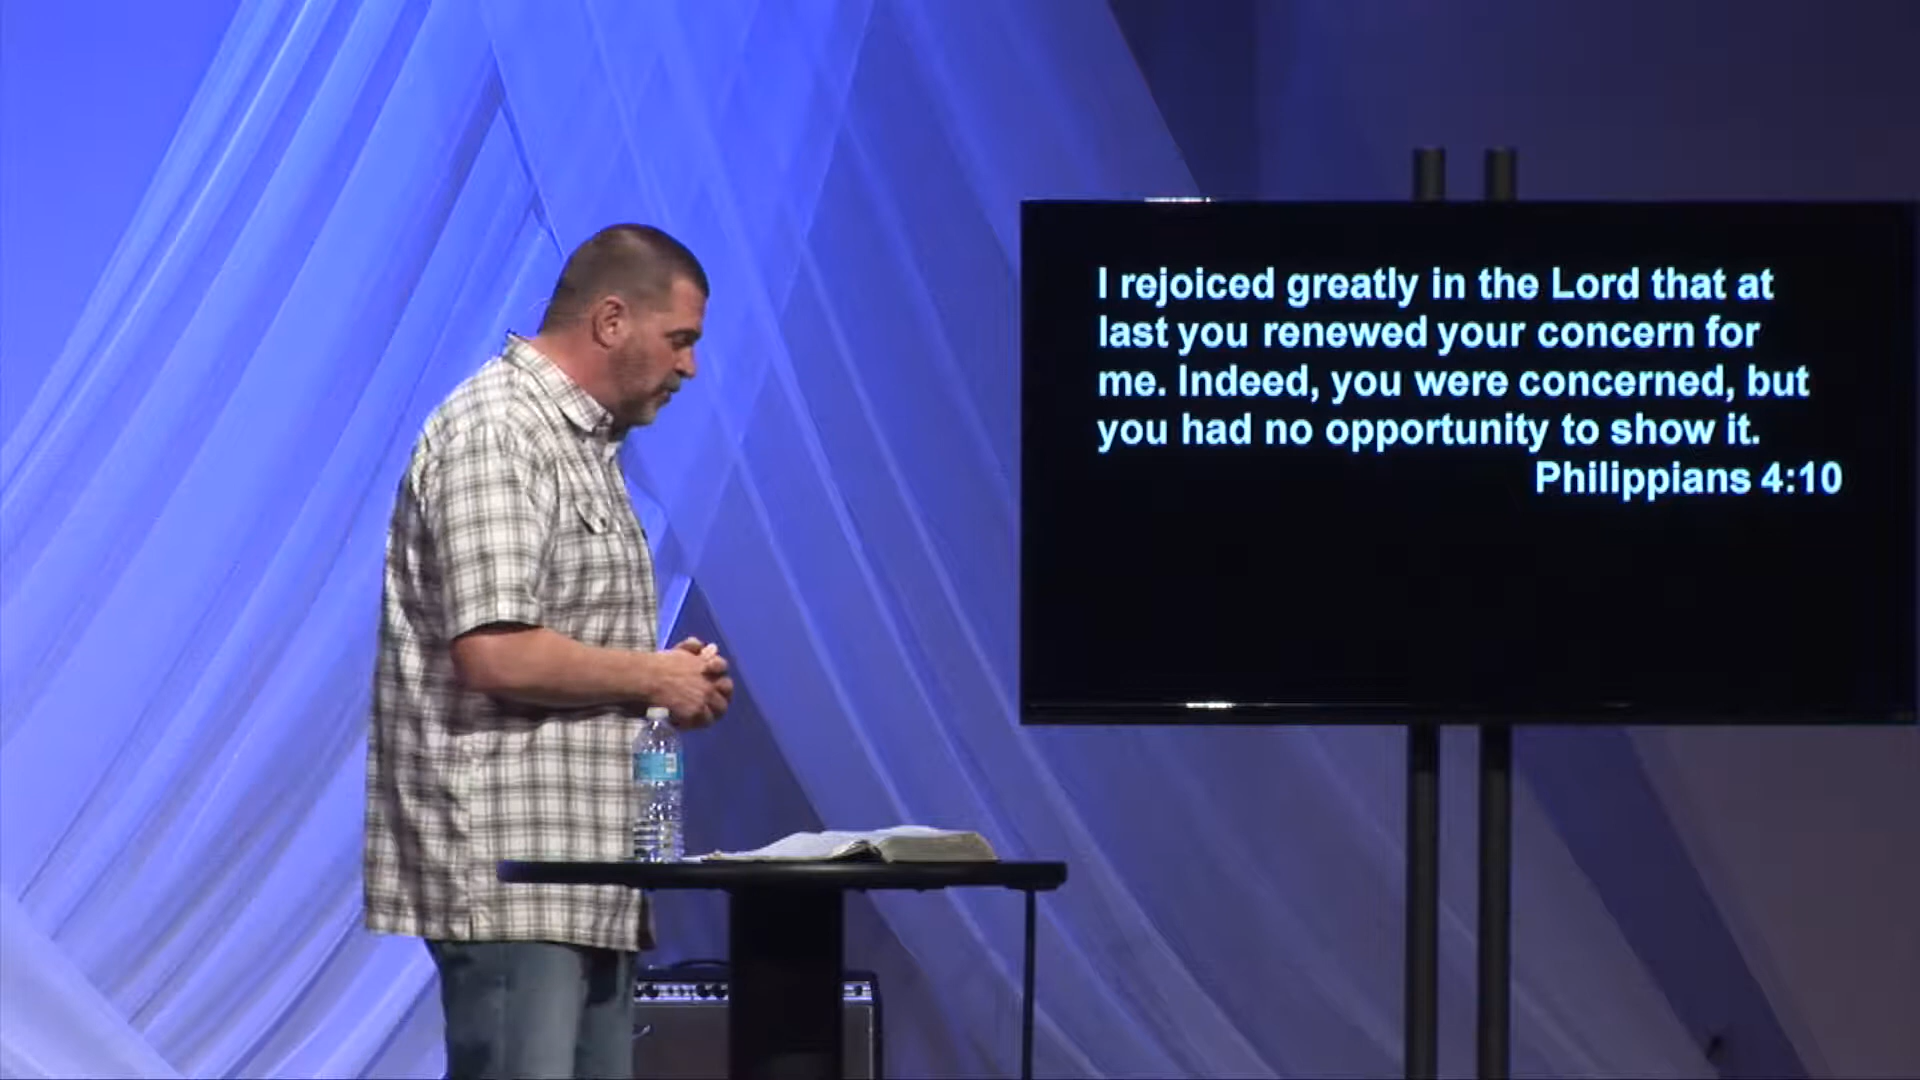 I rejoiced greatly in the Lord that at
last you renewed your concern for
me. Indeed, you were concerned, but
you had no opportunity to show it.
Philippians 4:10